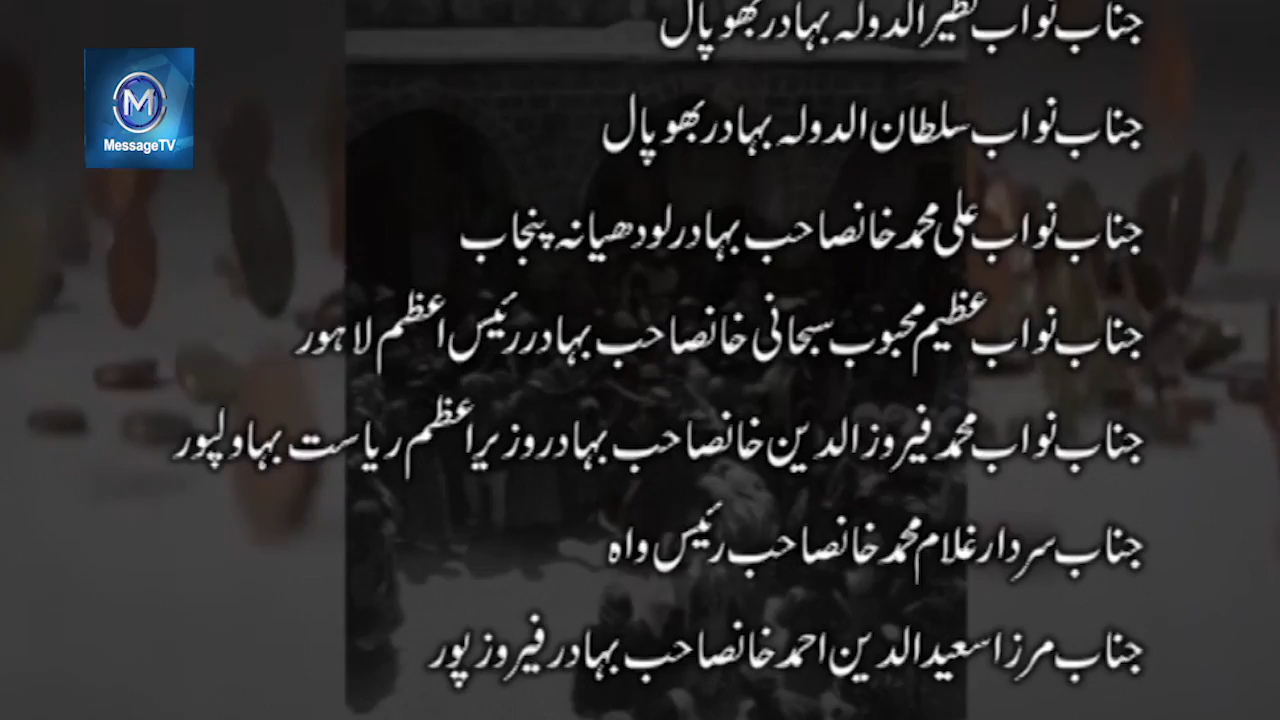 جناب نواب نظیر الدولہ بہادر بھوپال
M
MessageTV
جناب نواب سلطان الدولہ بہادر بھوپال
جناب نواب علی محمد خانصاحب بہادر لودھیانہ پنجاب
جناب نواب عظیم محبوب سبحانی خانصاحب بہادر رئیس اعظم لاہور
جناب نواب محمد فیروز الدین خانصاحب بہادر وزیر اعظم ریاست بہاولپور
جناب سردار غلام محمد خانصاحب رئیس واہ
جناب مرزا سعید الدین احمد خانصاحب بہادر فیروز پور